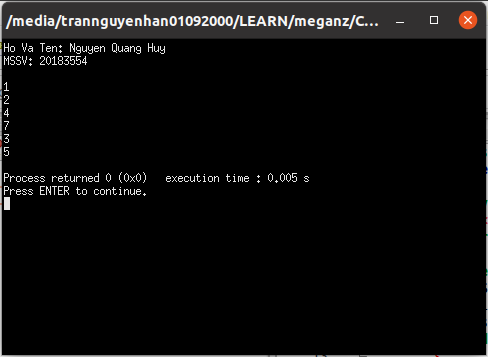 /media/trannguyenhan01092000/LEARN/meganz/C...
Ho Va Ten: Nguyen Quang Huy
MSSV: 20183554
1
2
4
7
3
5
Process returned 0 (0x0)   execution time : 0.005 s
Press ENTER to continue.